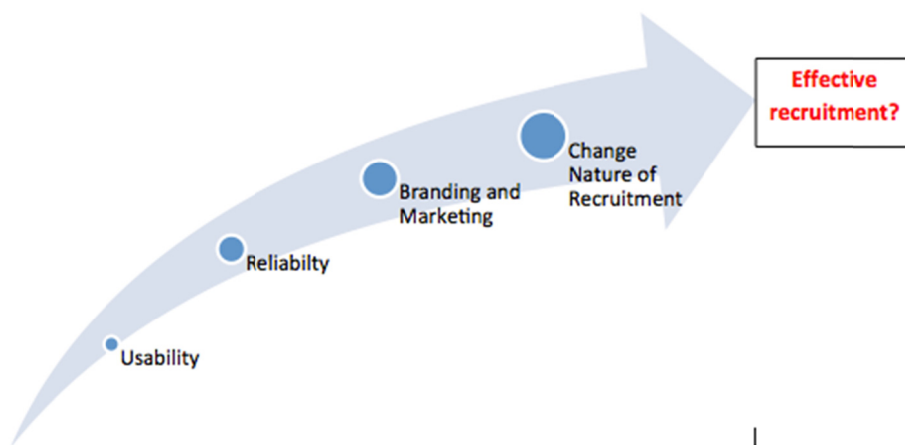 Effective
recruitment?
Change
Nature of
Recruitment
Branding and
Marketing
Reliabilty
Usability